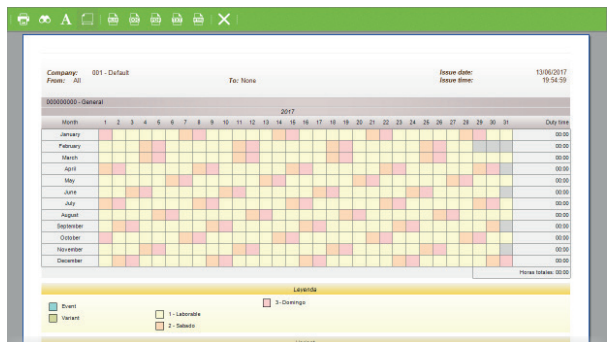 A
Company: 001 - Default Issue date: 13/06/2017
From: All To: None Issue time: 19:54:59
000000000 - General
2017
Month 1 2 3 4 5 6 7 8 9 10 11 12 13 14 15 16 17 18 19 20 21 22 23 24 25 26 27 28 29 30 31 Duty time
January 00:00
February 00:00
March 00:00
April 00:00
May 00:00
June 00:00
July 00:00
August 00:00
September 00:00
October 00:00
November 00:00
December 00:00
Horas totales: 00:00
Leyenda
Event 3 - Domingo
Variant 1 - Laborable
2 - Sabado